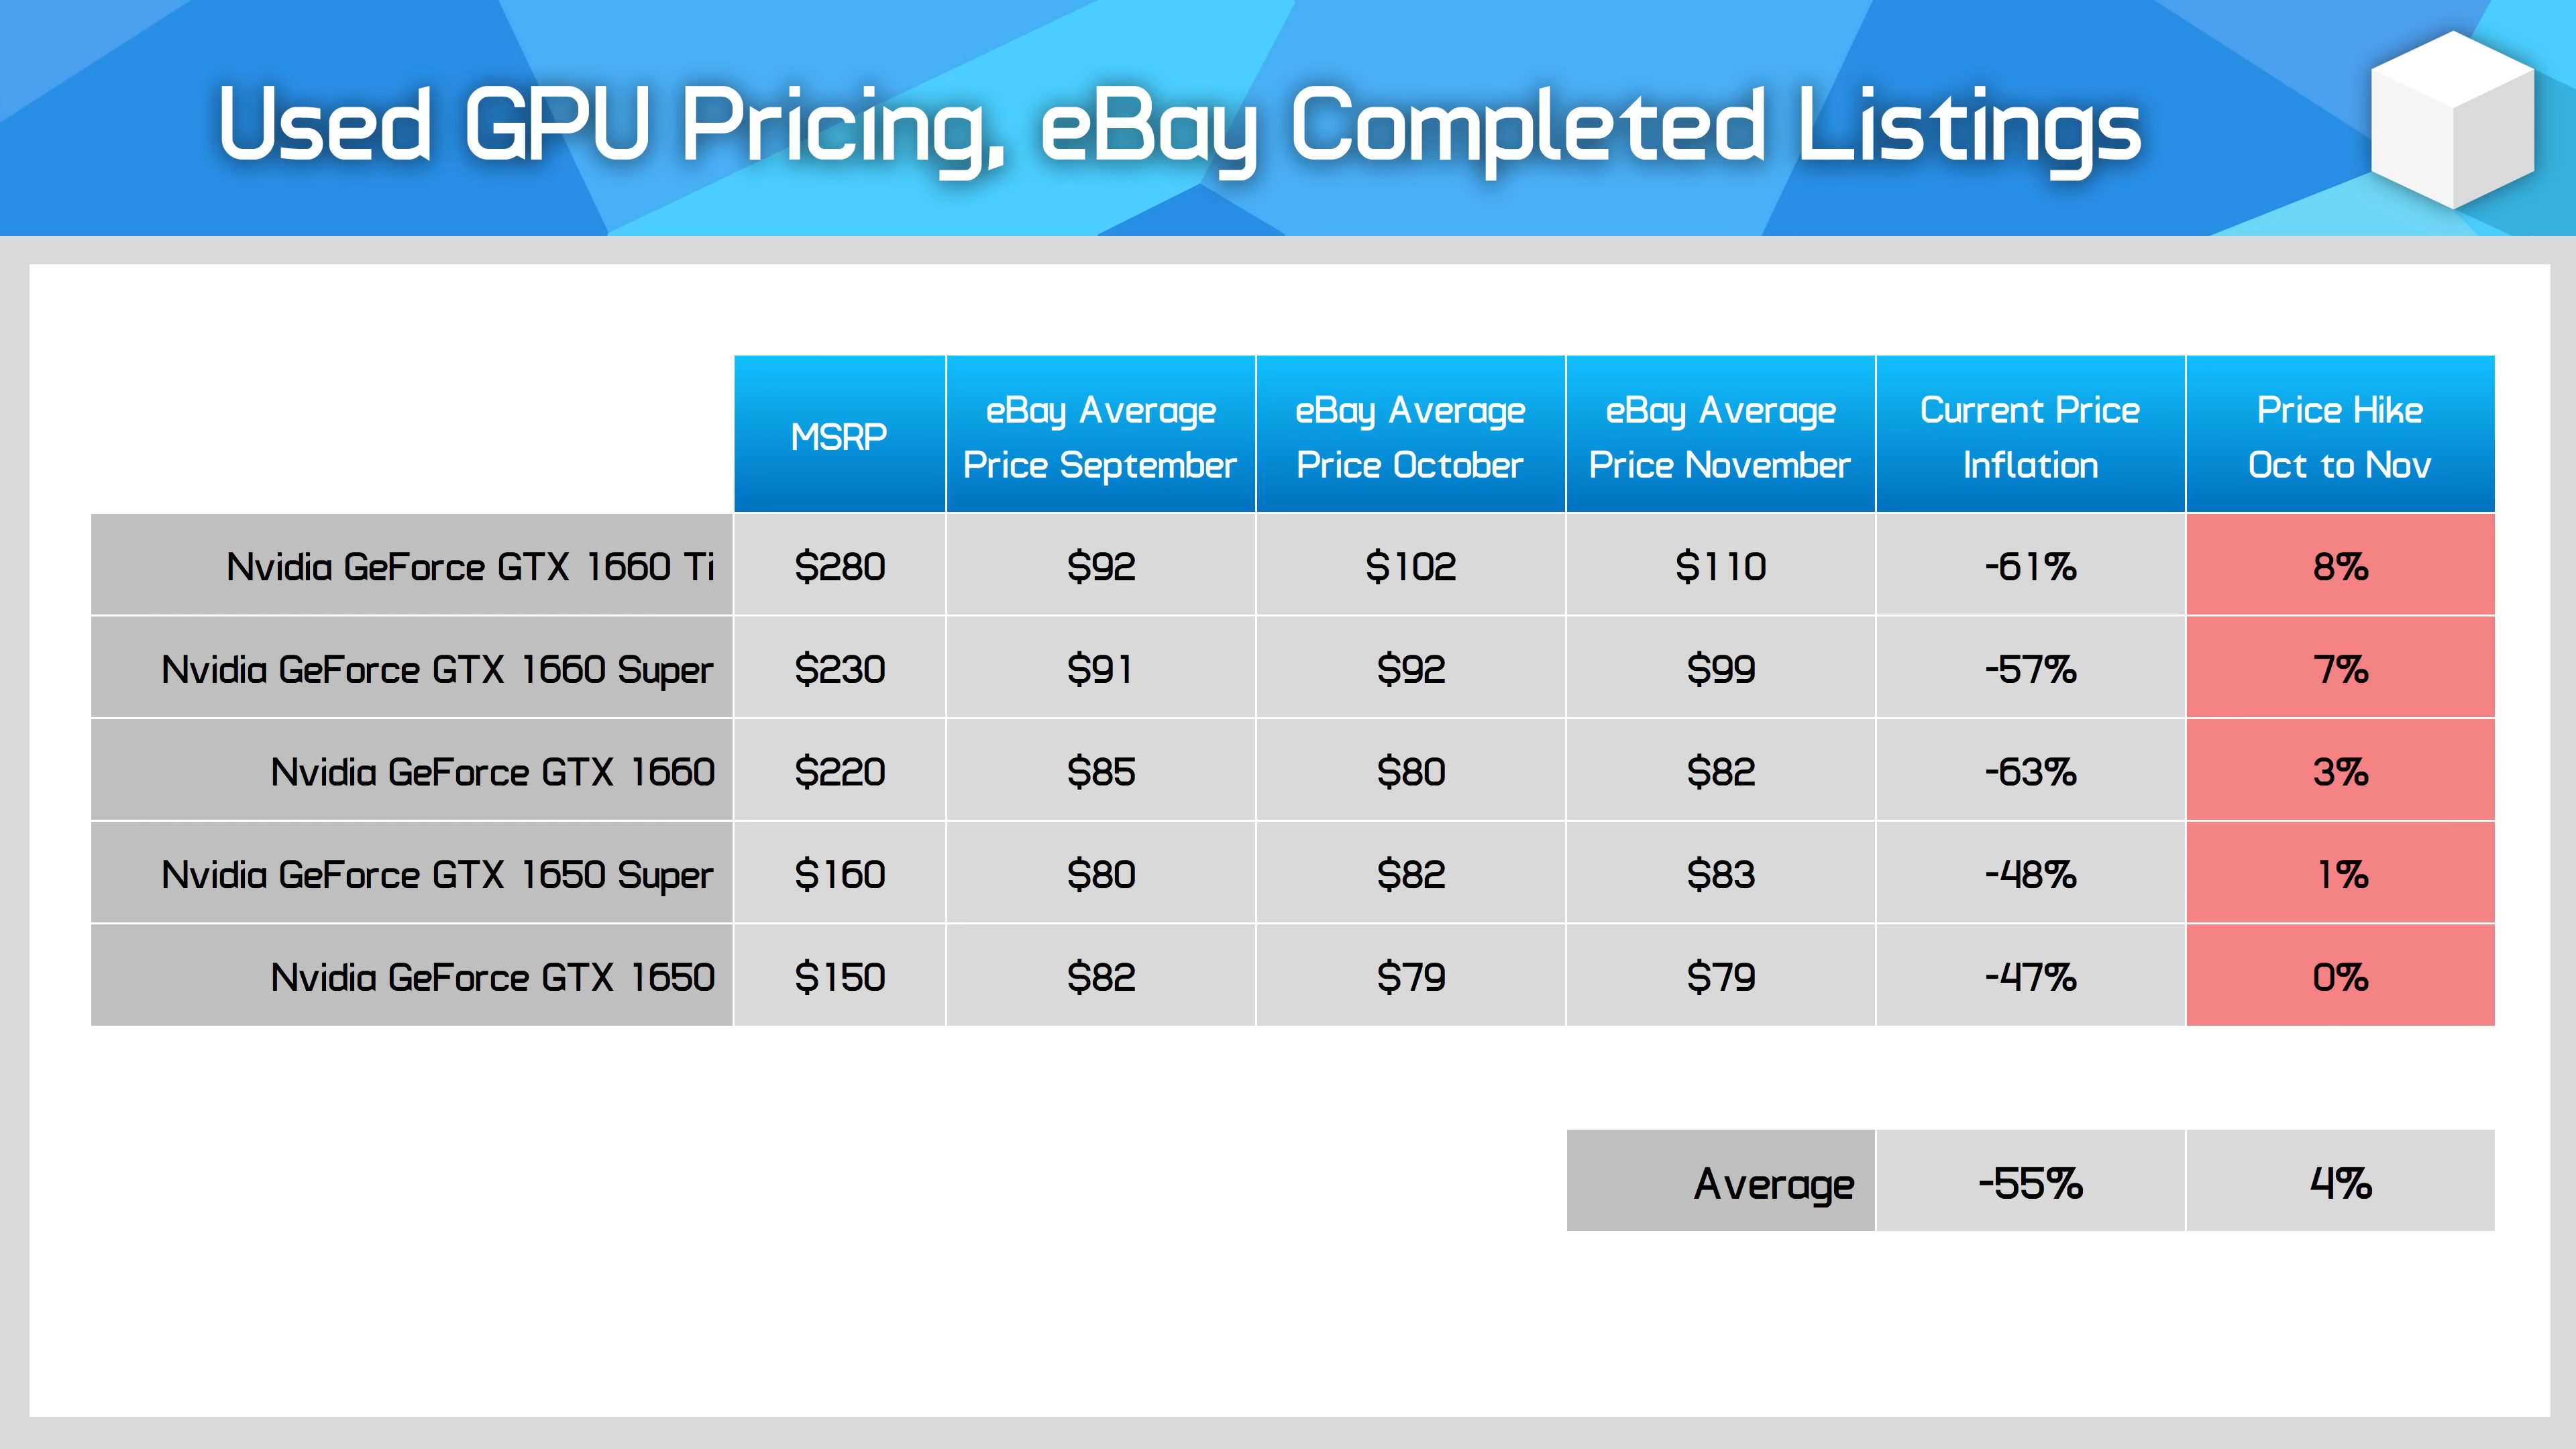 Used GPU Pricing, eBay Completed Listings
MSRP
eBay Average
Price September
eBay Average
Price October
eBay Average
Price November
Current Price
Inflation
Price Hike
Oct to Nov
Nvidia GeForce GTX 1660 Ti $280 $92 $102 $110 -61% 8%
Nvidia GeForce GTX 1660 Super $230 $91 $92 $99 -57% 7%
Nvidia GeForce GTX 1660 $220 $85 $80 $82 -63% 3%
Nvidia GeForce GTX 1650 Super $160 $80 $82 $83 -48% 1%
Nvidia GeForce GTX 1650 $150 $82 $79 $79 -47% 0%
Average -55% 4%